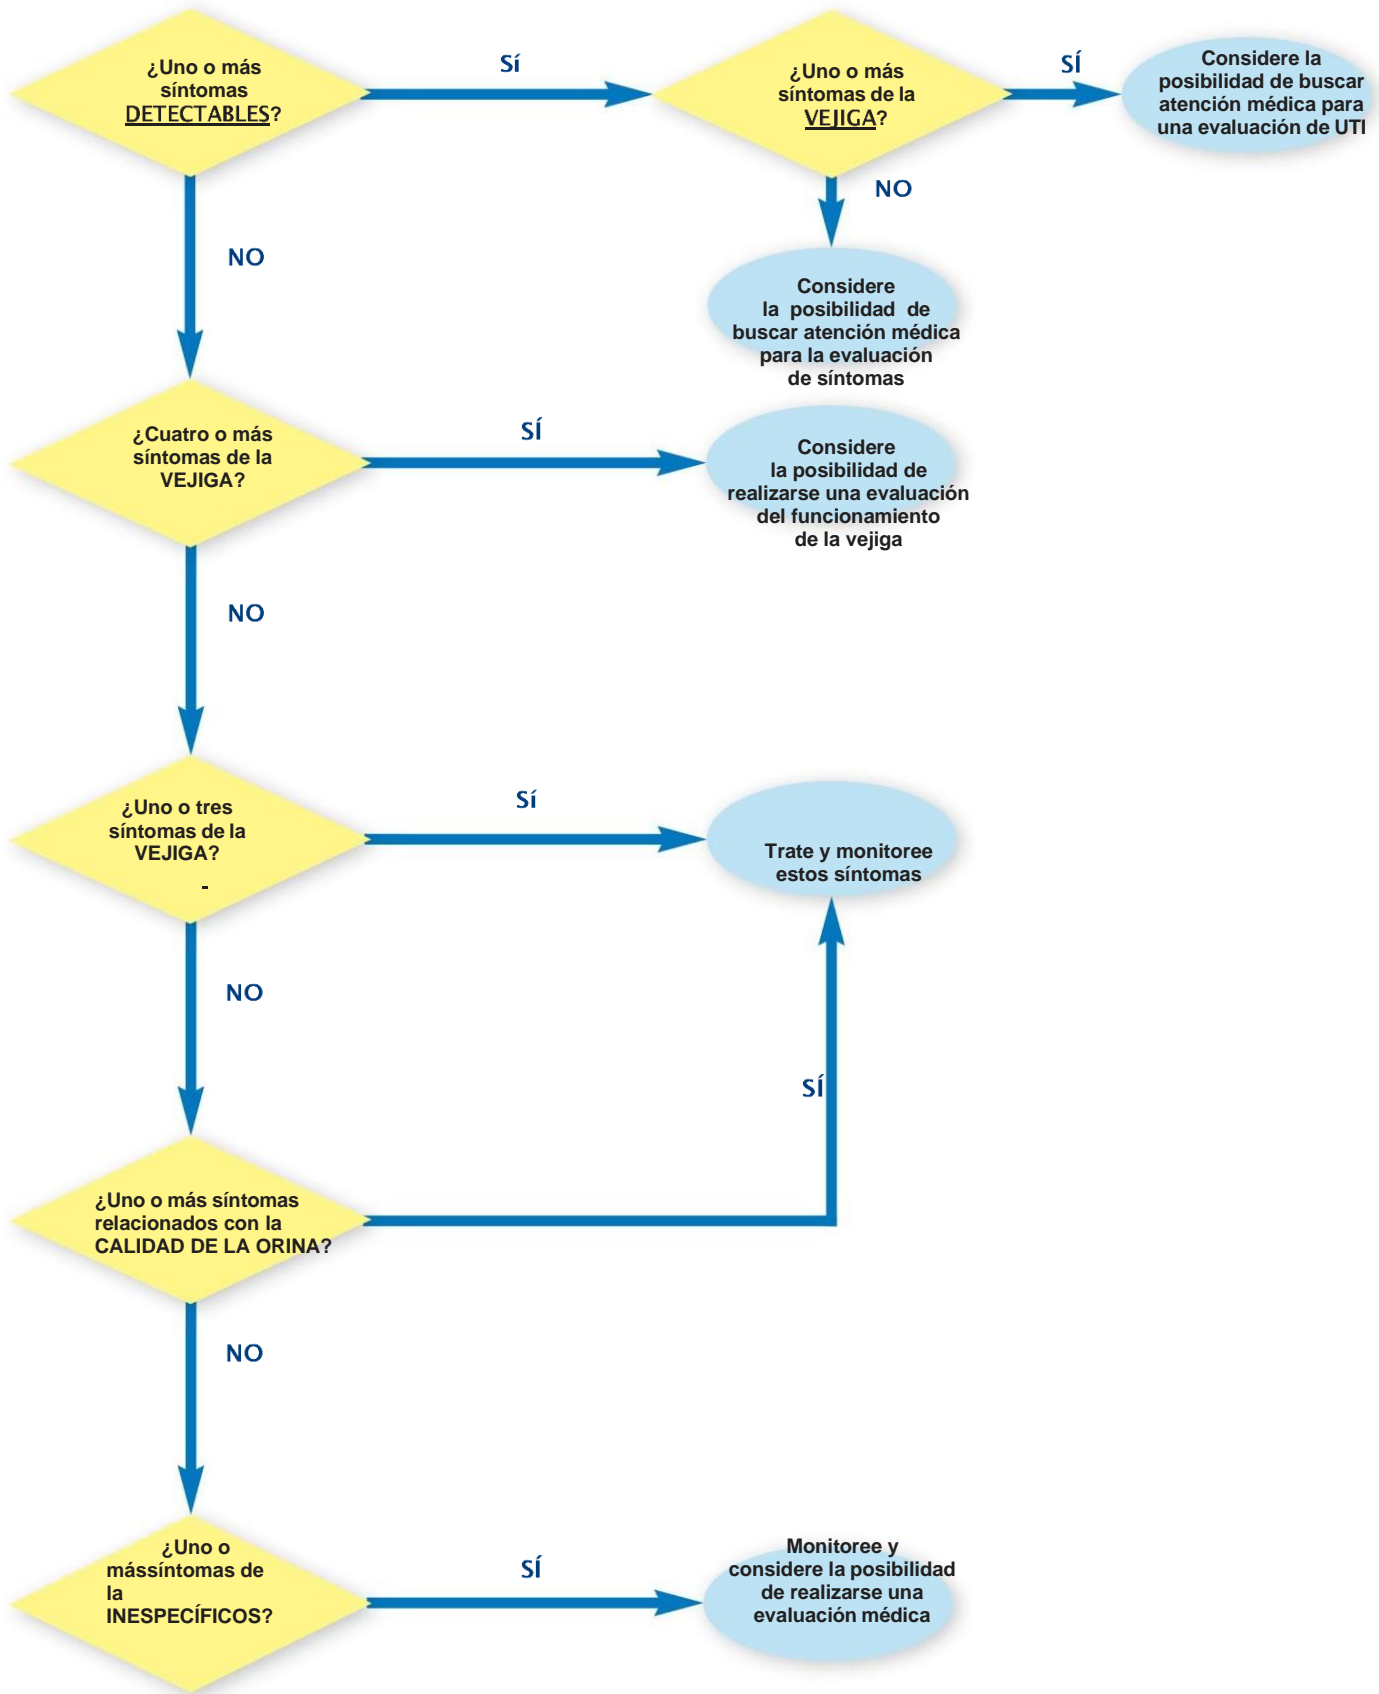 ¿Uno o más
síntomas
DETECTABLES?
Sí
¿Uno o más
síntomas de la
VEJIGA?
SÍ
Considere la
posibilidad de buscar
atención médica para
una evaluación de UTI
NO
NO
Considere
la posibilidad de
buscar atención médica
para la evaluación
de síntomas
¿Cuatro o más
síntomas de la
VEJIGA?
SÍ
Considere
la posibilidad de
realizarse una evaluación
del funcionamiento
de la vejiga
NO
¿Uno o tres
síntomas de la
VEJIGA?
-
Sí
Trate y monitoree
estos síntomas
NO
SÍ
¿Uno o más síntomas
relacionados con la
CALIDAD DE LA ORINA?
NO
¿Uno o
mássíntomas de
la
INESPECÍFICOS?
SÍ
Monitoree y
considere la posibilidad
de realizarse una
evaluación médica